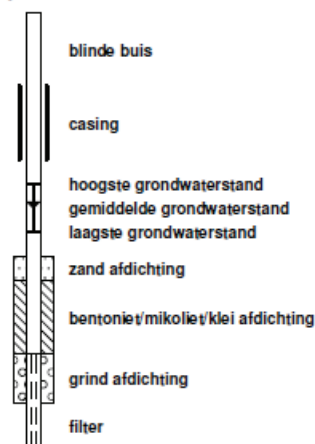 blinde buis
casing
hoogste grondwaterstand
gemiddelde grondwaterstand
laagste grondwaterstand
zand afdichting
bentoniet/mikoliet/klei afdichting
grind afdichting
filter